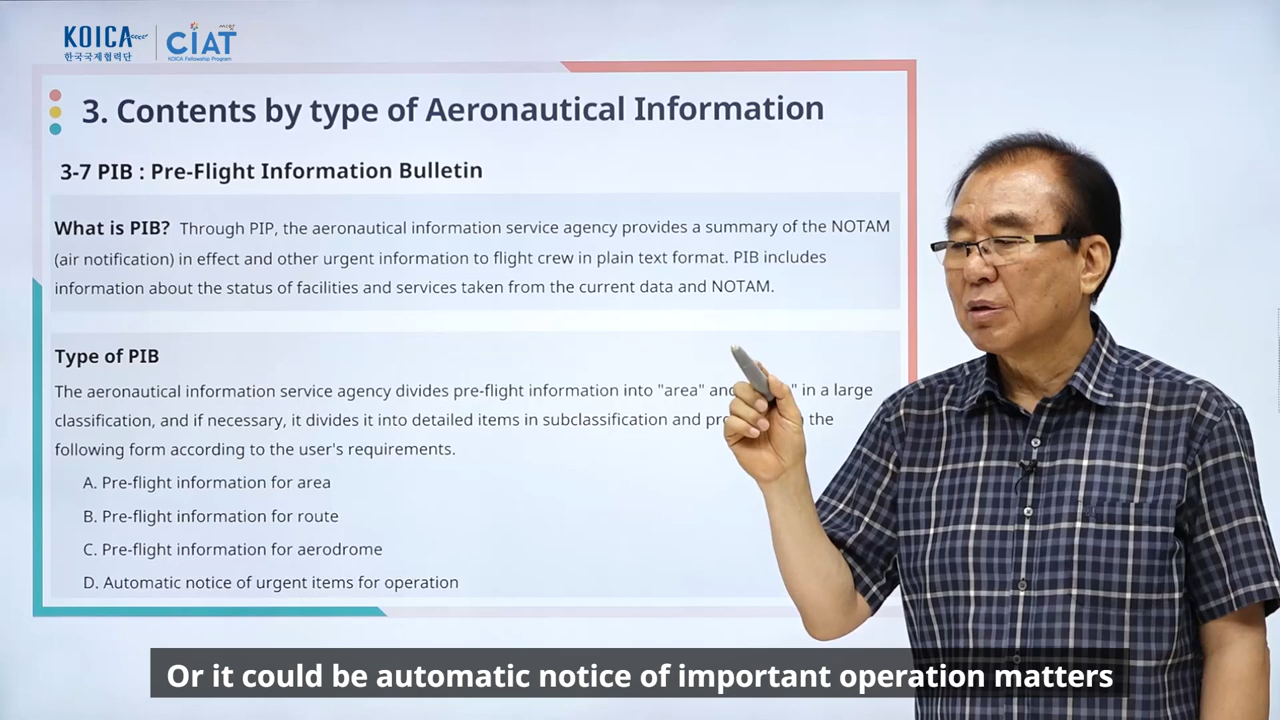 KOICA
한국국제협력단
CIAT
KOICA Fellowship Program
3. Contents by type of Aeronautical Information
3-7 PIB : Pre-Flight Information Bulletin
What is PIB? Through PIP, the aeronautical information service agency provides a summary of the NOTAM
(air notification) in effect and other urgent information to flight crew in plain text format. PIB includes
information about the status of facilities and services taken from the current data and NOTAM.
Type of PIB
The aeronautical information service agency divides pre-flight information into "area" and in a large
classification, and if necessary, it divides it into detailed items in subclassification and the
following form according to the user's requirements.
A. Pre-flight information for area
B. Pre-flight information for route
C. Pre-flight information for aerodrome
D. Automatic notice of urgent items for operation
Or it could be automatic notice of important operation matters